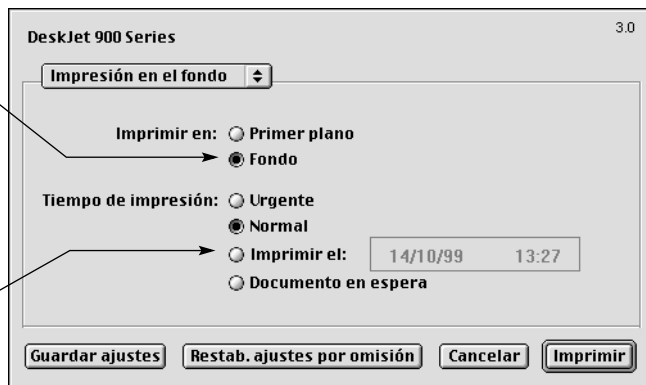 DeskJet 900 Series 3.0
Impresión en el fondo
Imprimir en: Primer plano
Fondo
Tiempo de impresión: Urgente
Normal
Imprimir el: 14/10/99 13:27
Documento en espera
Guardar ajustes Restab. ajustes por omisión Cancelar Imprimir